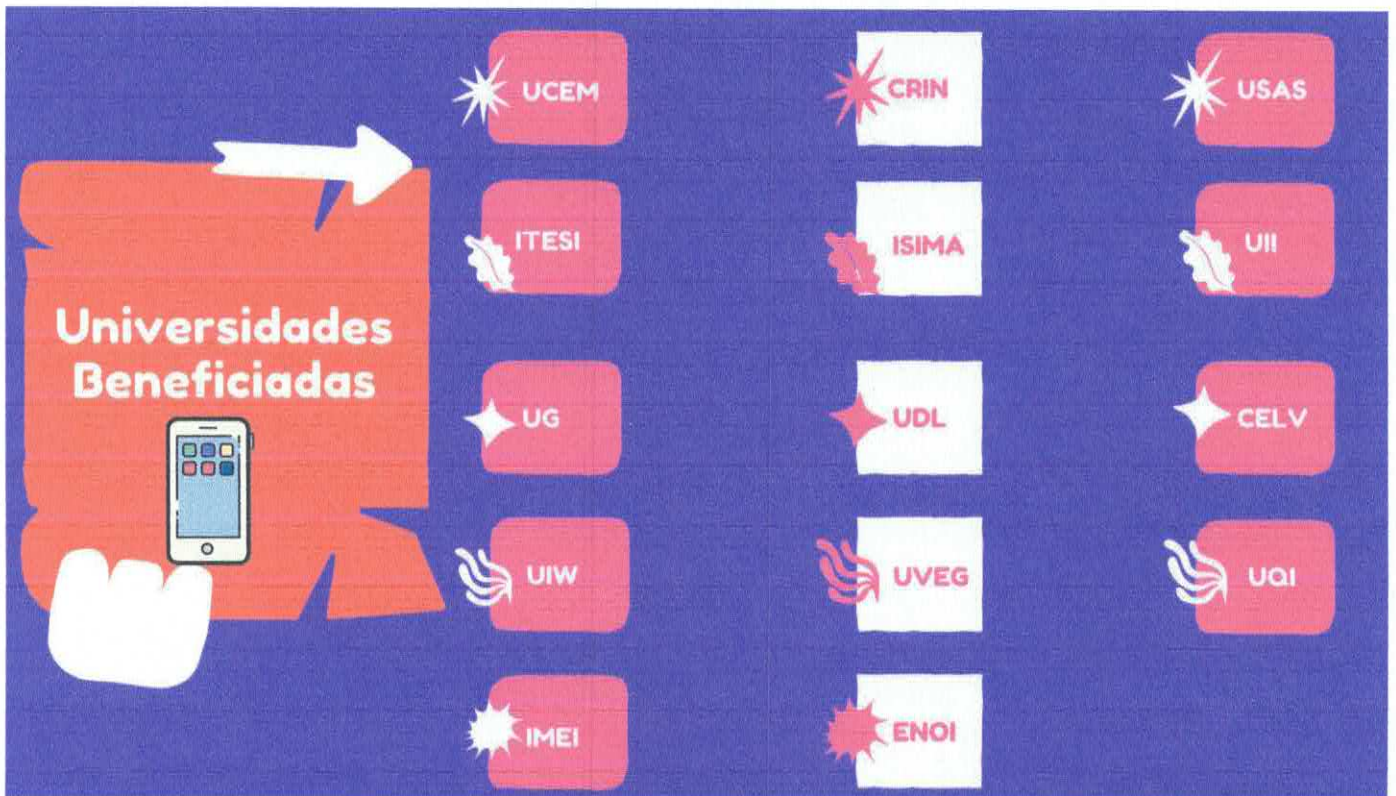 Universidades
Beneficiadas
UCEM
CRIN
USAS
ITESI
ISIMA
UII
UG
UDL
CELV
UIW
UVEG
UQI
IMEI
ENOI